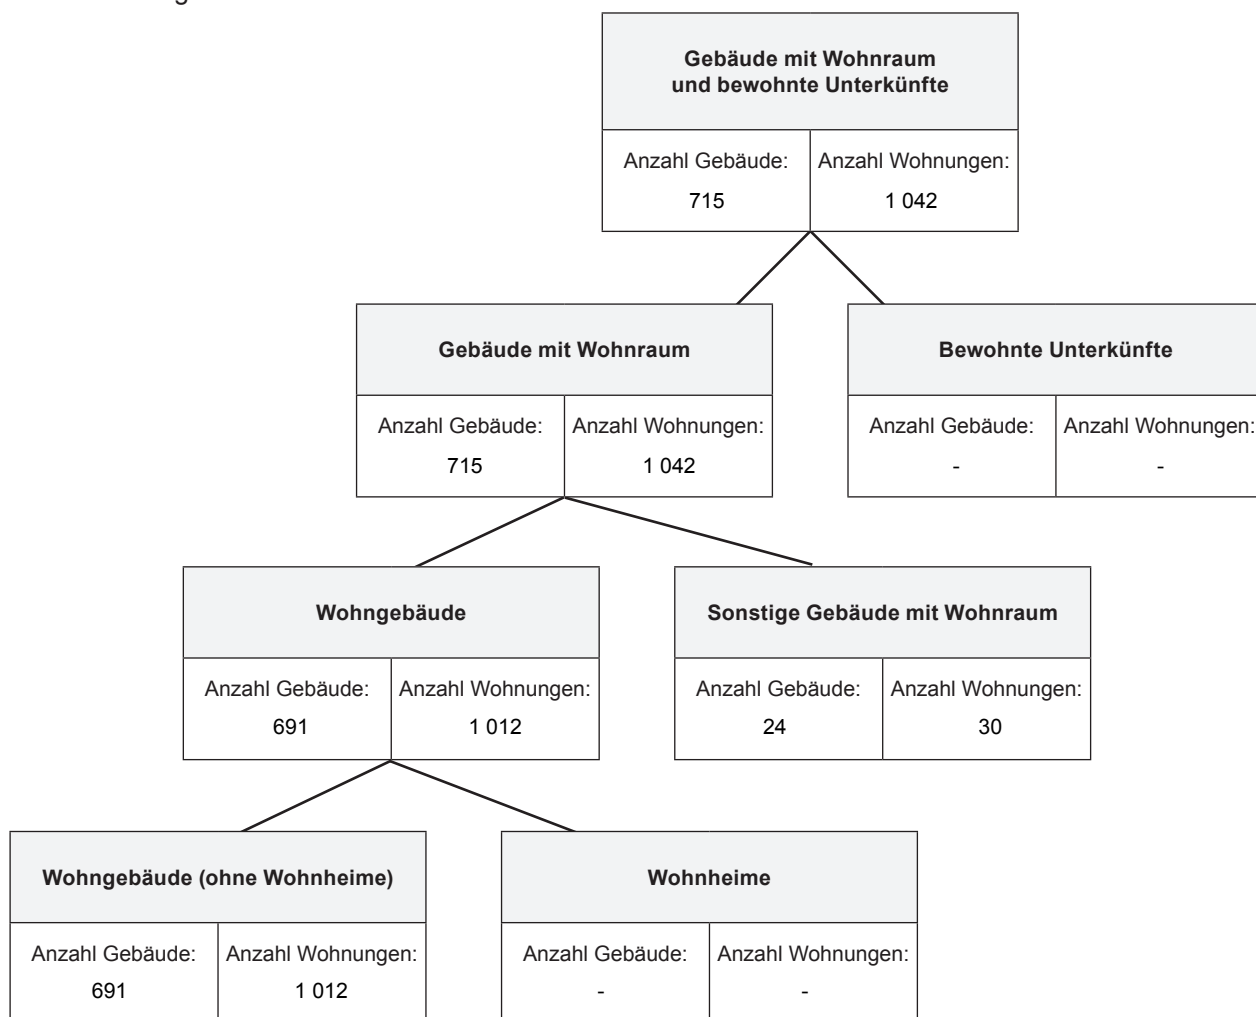 Gebäude mit Wohnraum
und bewohnte Unterkünfte
Anzahl Gebäude: Anzahl Wohnungen:
715 1 042
Gebäude mit Wohnraum
Anzahl Gebäude: Anzahl Wohnungen:
715 1 042
Bewohnte Unterkünfte
Anzahl Gebäude: Anzahl Wohnungen:
- -
Wohngebäude
Anzahl Gebäude: Anzahl Wohnungen:
691 1 012
Sonstige Gebäude mit Wohnraum
Anzahl Gebäude: Anzahl Wohnungen:
24 30
Wohngebäude (ohne Wohnheime)
Anzahl Gebäude: Anzahl Wohnungen:
691 1 012
Wohnheime
Anzahl Gebäude: Anzahl Wohnungen:
- -